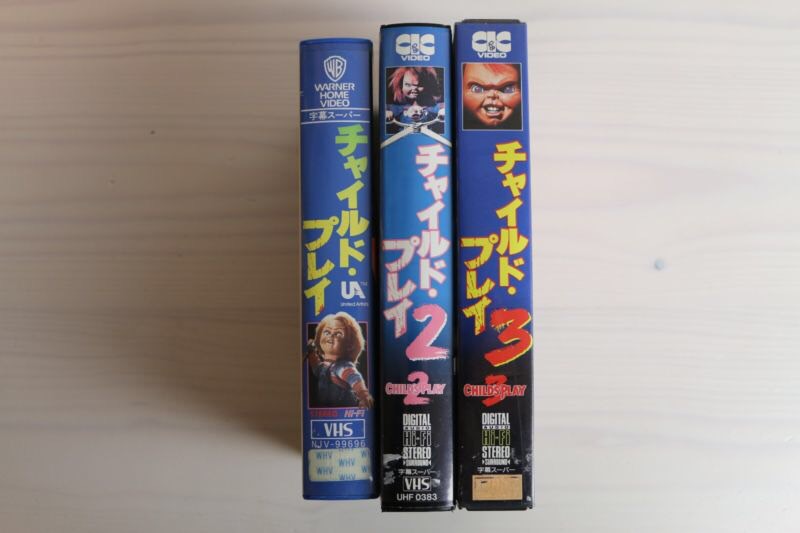 WB
WARNER
HOME
VIDEO
字幕スーパー
チャイルド・
プレイ
UA™
United Artists
STEREO Hi-Fi
VHS
NJV-99696
WHV WHV
WHV WHV
CIC
VIDEO
チャイルド・
プレイ2
CHILD'S PLAY
2
DIGITAL
AUDIO
Hi-Fi
STEREO
SURROUND
字幕スーパー
VHS
UHF 0383
CIC
VIDEO
チャイルド・
プレイ3
CHILD'S PLAY
3
DIGITAL
AUDIO
Hi-Fi
STEREO
SURROUND
字幕スーパー